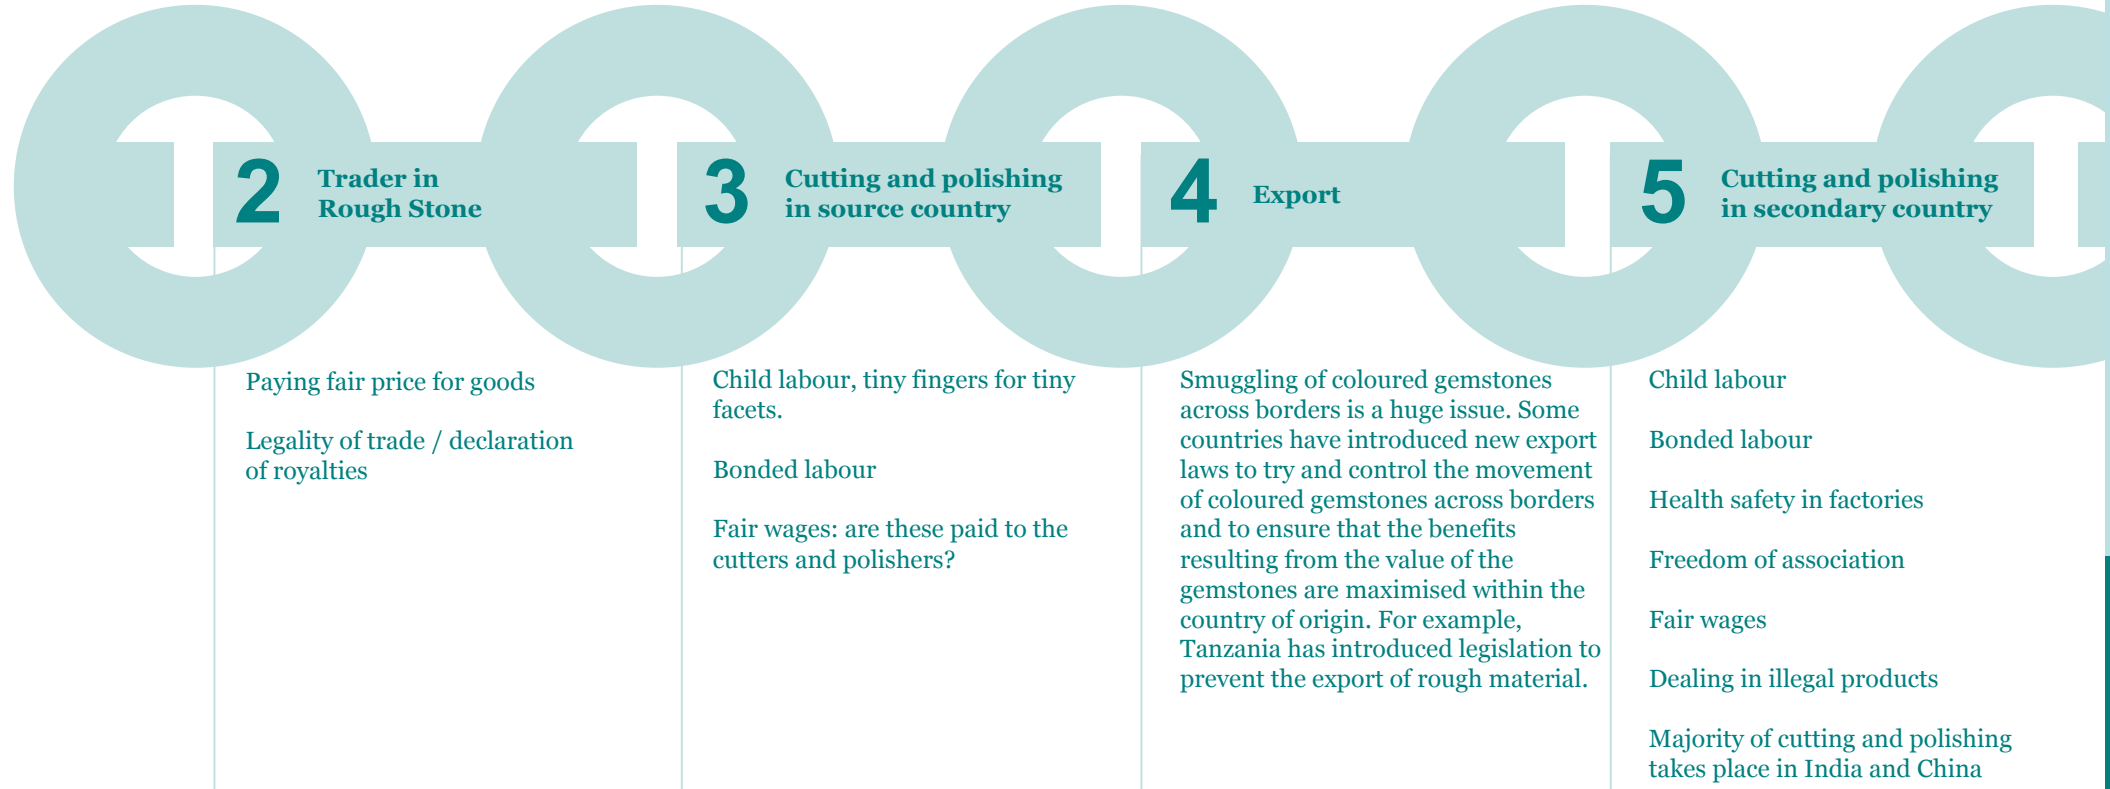 2
Trader in
Rough Stone
Paying fair price for goods
Legality of trade / declaration
of royalties
3
Cutting and polishing
in source country
Child labour, tiny fingers for tiny
facets.
Bonded labour
Fair wages: are these paid to the
cutters and polishers?
4
Export
Smuggling of coloured gemstones
across borders is a huge issue. Some
countries have introduced new export
laws to try and control the movement
of coloured gemstones across borders
and to ensure that the benefits
resulting from the value of the
gemstones are maximised within the
country of origin. For example,
Tanzania has introduced legislation to
prevent the export of rough material.
5
Cutting and polishing
in secondary country
Child labour
Bonded labour
Health safety in factories
Freedom of association
Fair wages
Dealing in illegal products
Majority of cutting and polishing
takes place in India and China